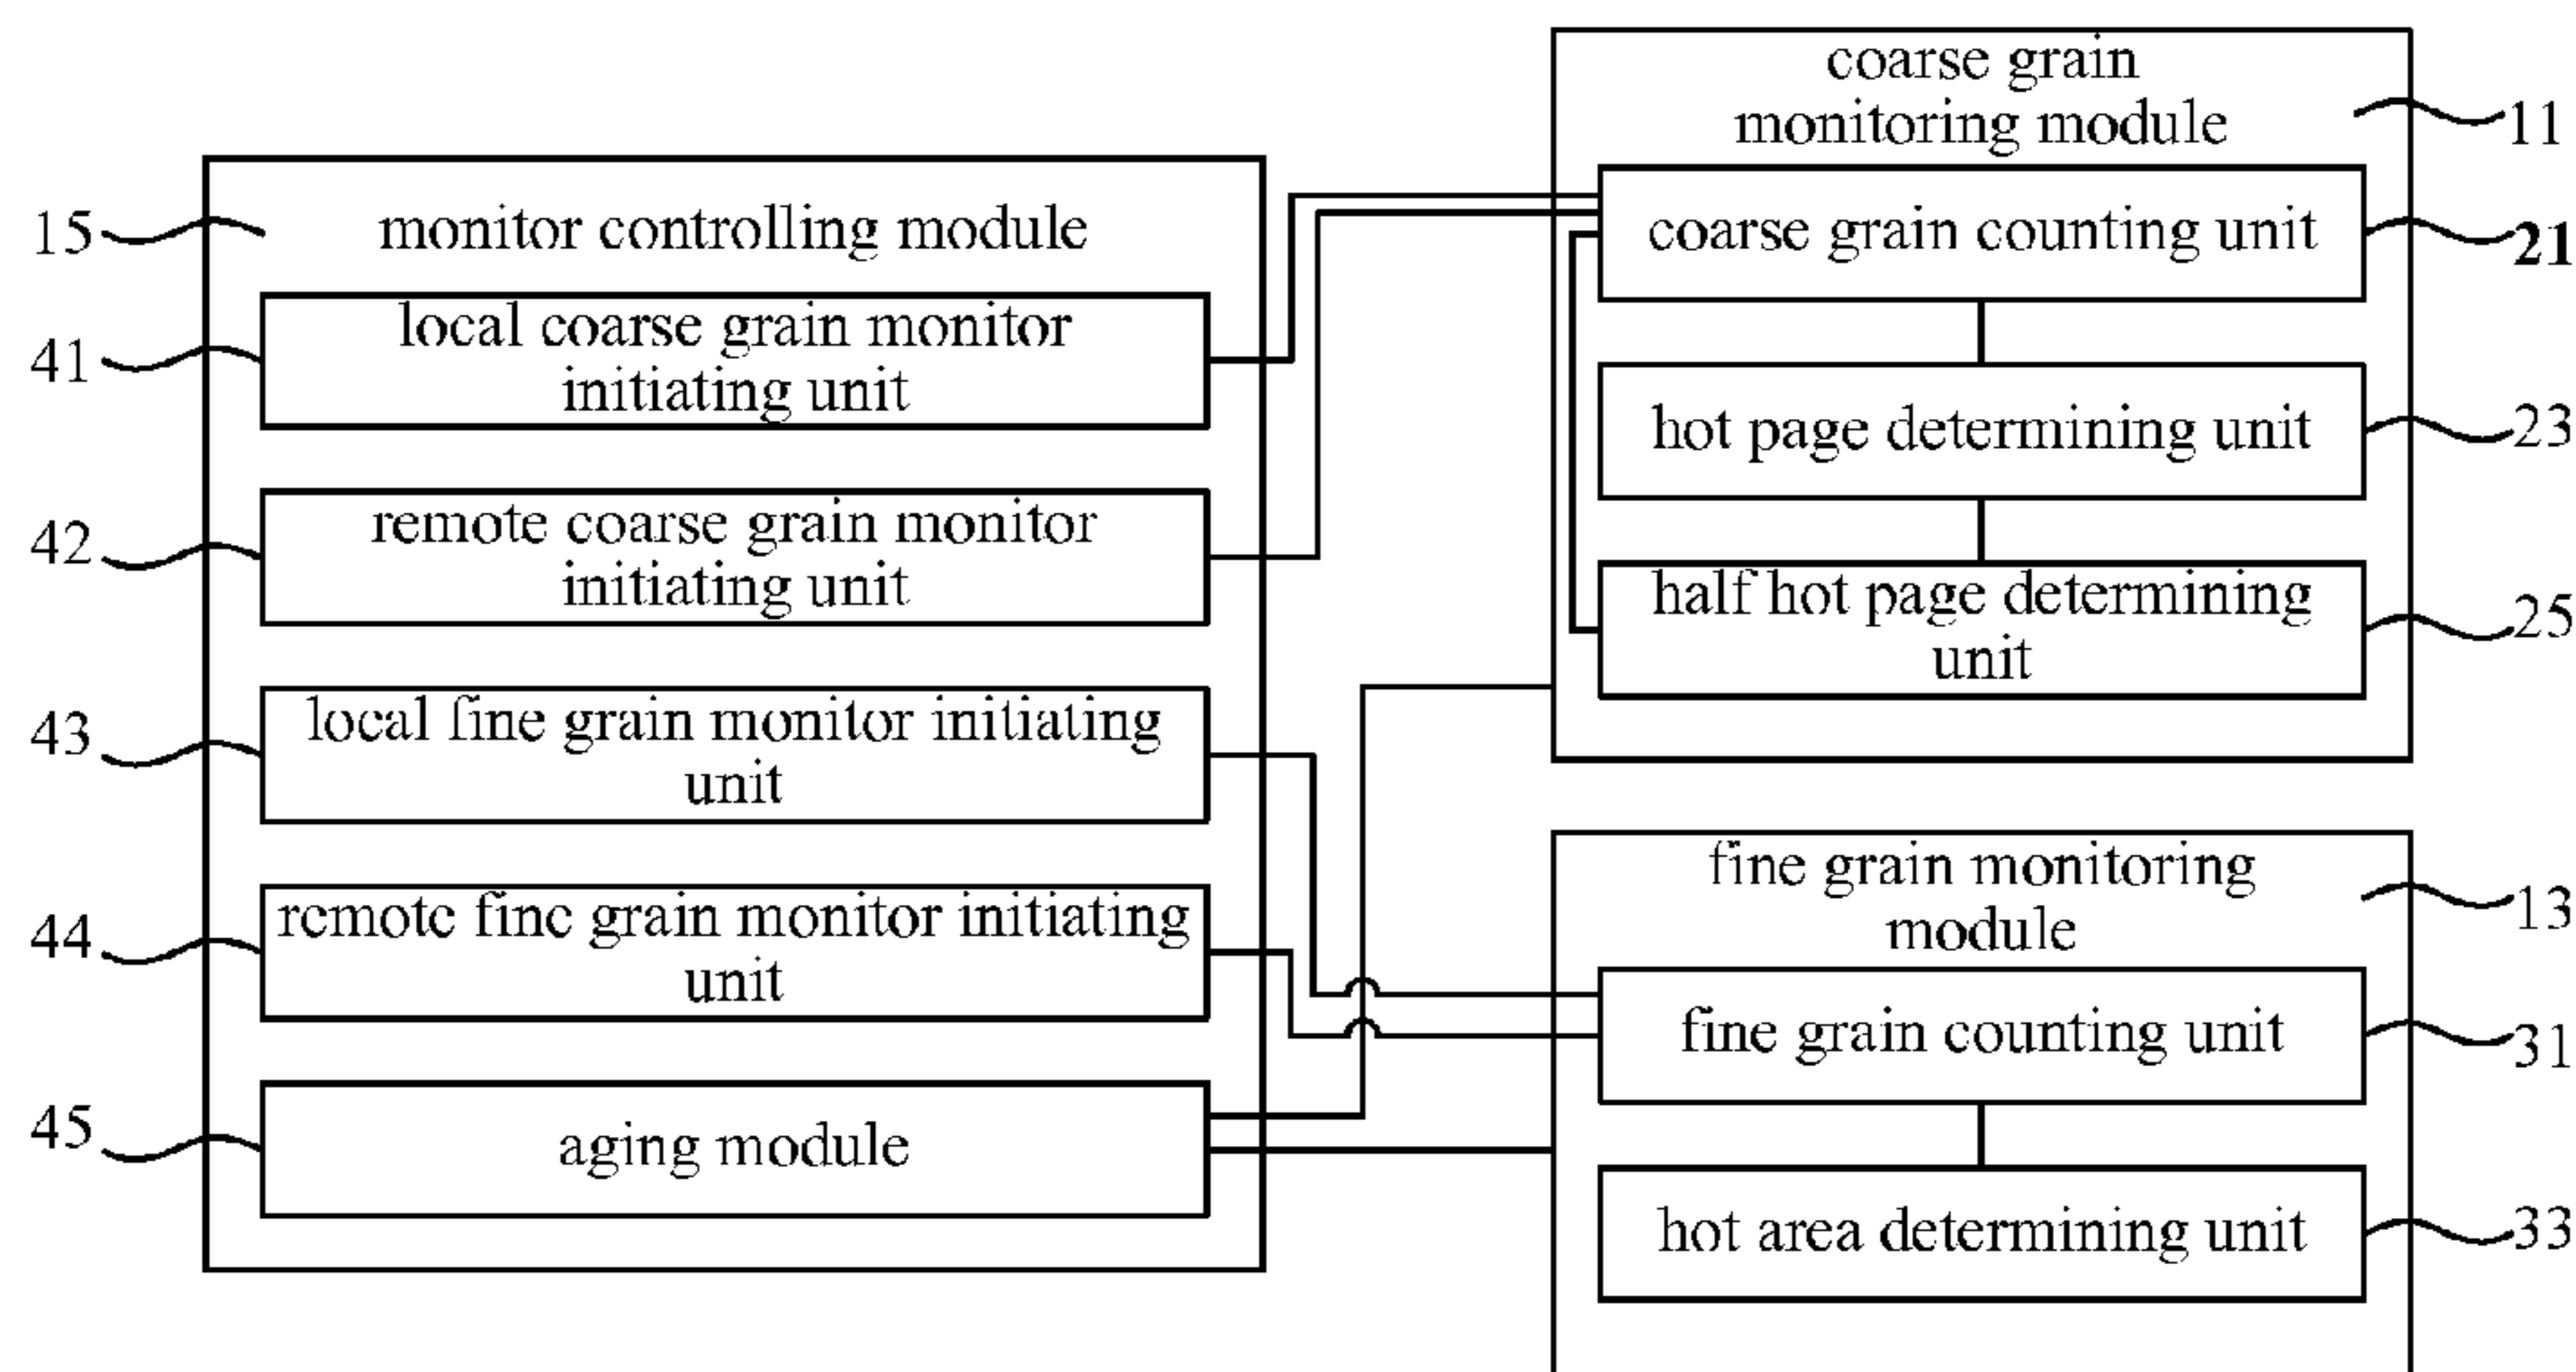 15
monitor controlling module
41
local coarse grain monitor
initiating unit
42
remote coarse grain monitor
initiating unit
43
local fine grain monitor initiating
unit
44
remote fine grain monitor initiating
unit
45
aging module
coarse grain
monitoring module
11
coarse grain counting unit
21
hot page determining unit
23
half hot page determining
unit
25
fine grain monitoring
module
13
fine grain counting unit
31
hot area determining unit
33